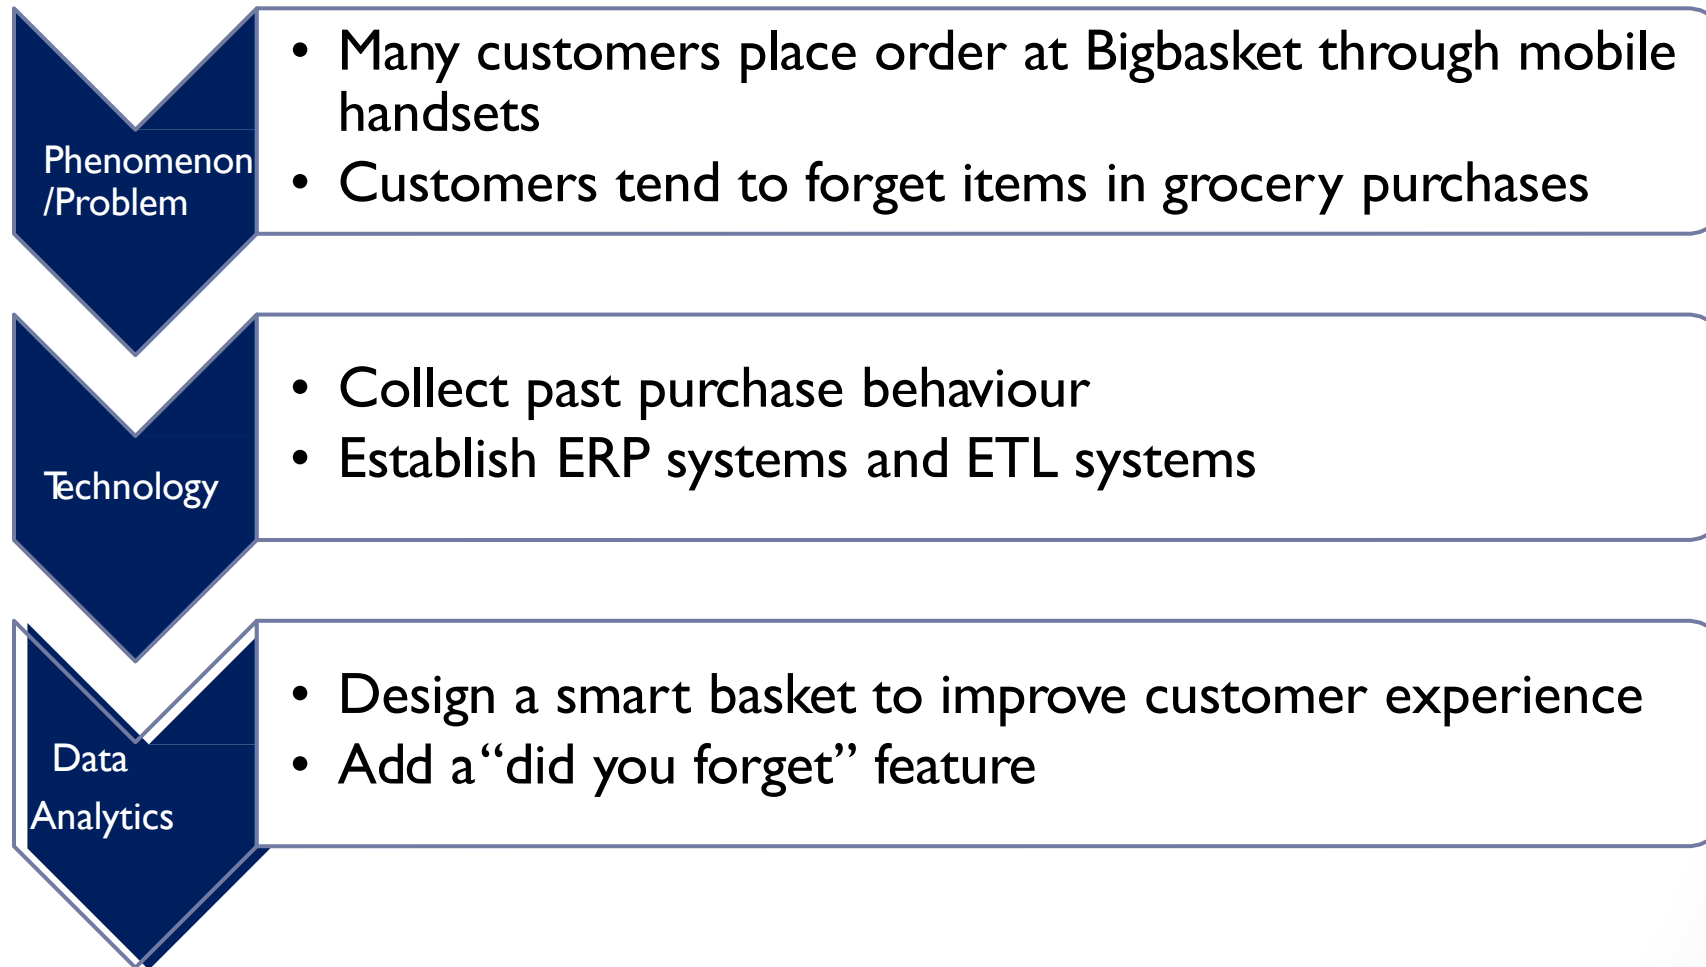 Phenomenon
/Problem
• Many customers place order at Bigbasket through mobile
handsets
• Customers tend to forget items in grocery purchases
Technology
• Collect past purchase behaviour
• Establish ERP systems and ETL systems
Data
Analytics
• Design a smart basket to improve customer experience
• Add a “did you forget” feature